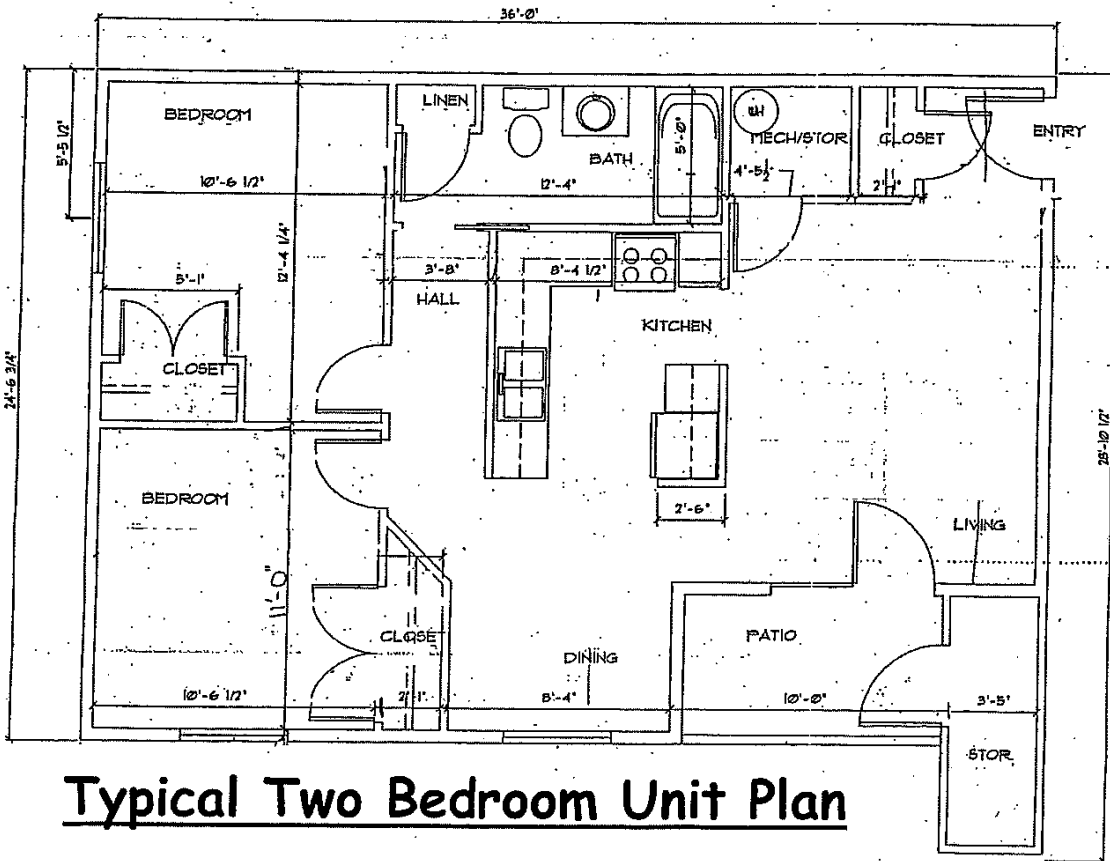 36'-0"
BEDROOM
LINEN
BATH
5'-0"
WH
MECH/STOR
CLOSET
ENTRY
5'-5 1/2"
10'-6 1/2"
12'-4"
4'-5½
2'-1"
12'-4 1/4"
5'-1"
3'-8"
8'-4 1/2"
HALL
KITCHEN
CLOSET
24'-6 3/4"
28'-10 1/2"
BEDROOM
2'-6"
LIVING
11'-0"
CLOSET
DINING
PATIO
10'-6 1/2"
2'-1"
8'-4"
10'-0"
3'-5"
STOR
Typical Two Bedroom Unit Plan